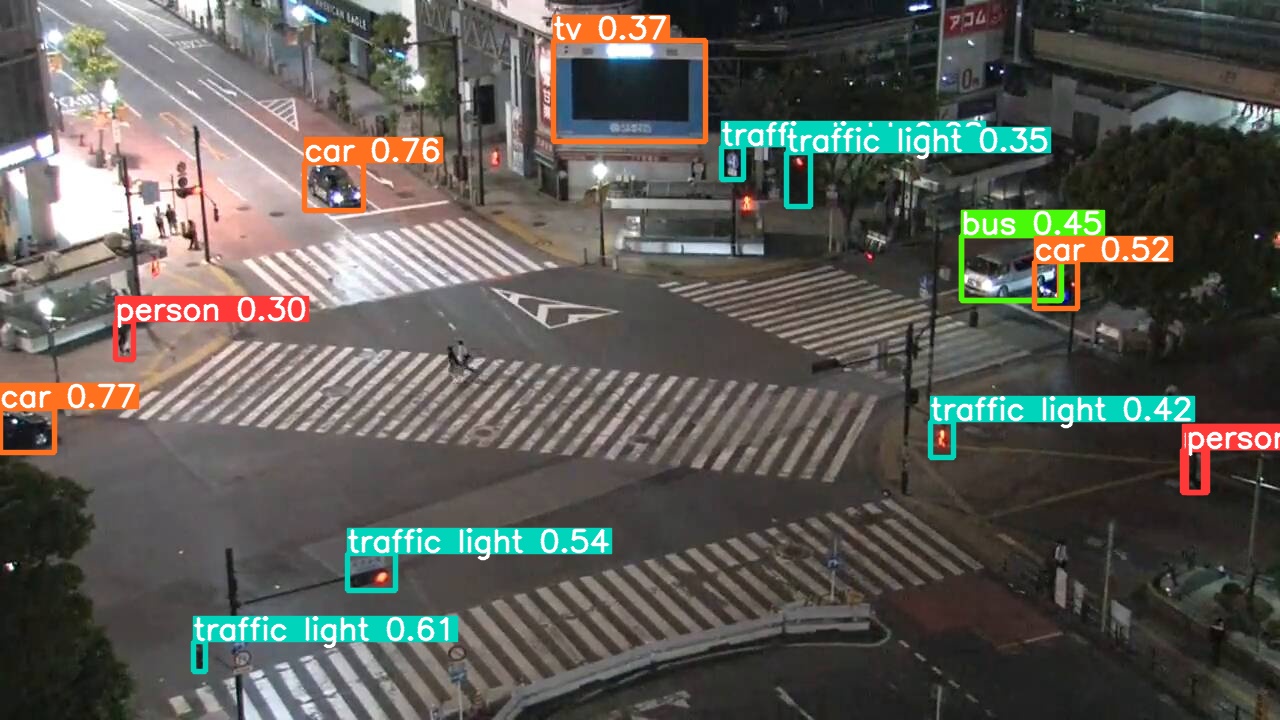 AMERICAN EAGLE
tv 0.37
アコム
traffic light 0.35
car 0.76
bus 0.45
car 0.52
person 0.30
car 0.77
traffic light 0.42
person
traffic light 0.54
traffic light 0.61